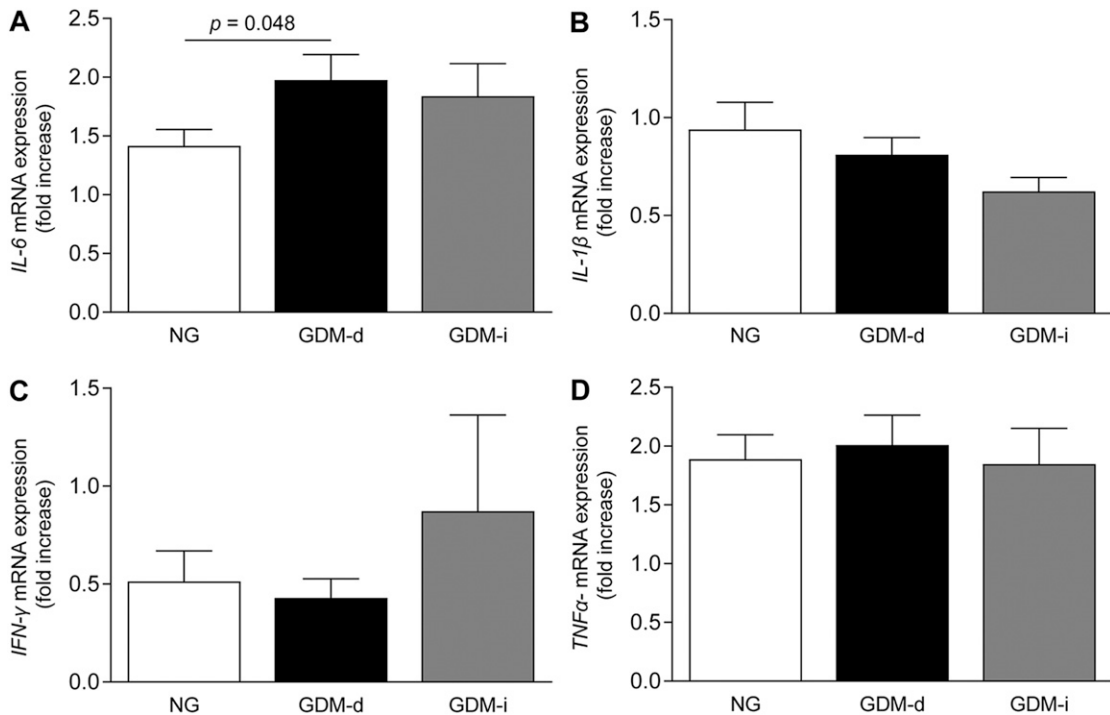 A
p = 0.048
IL-6 mRNA expression
(fold increase)
2.5
2.0
1.5
1.0
0.5
0.0
NG
GDM-d
GDM-i
B
IL-1β mRNA expression
(fold increase)
1.5
1.0
0.5
0.0
NG
GDM-d
GDM-i
C
IFN-γ mRNA expression
(fold increase)
1.5
1.0
0.5
0.0
NG
GDM-d
GDM-i
D
TNFα- mRNA expression
(fold increase)
2.5
2.0
1.5
1.0
0.5
0.0
NG
GDM-d
GDM-i